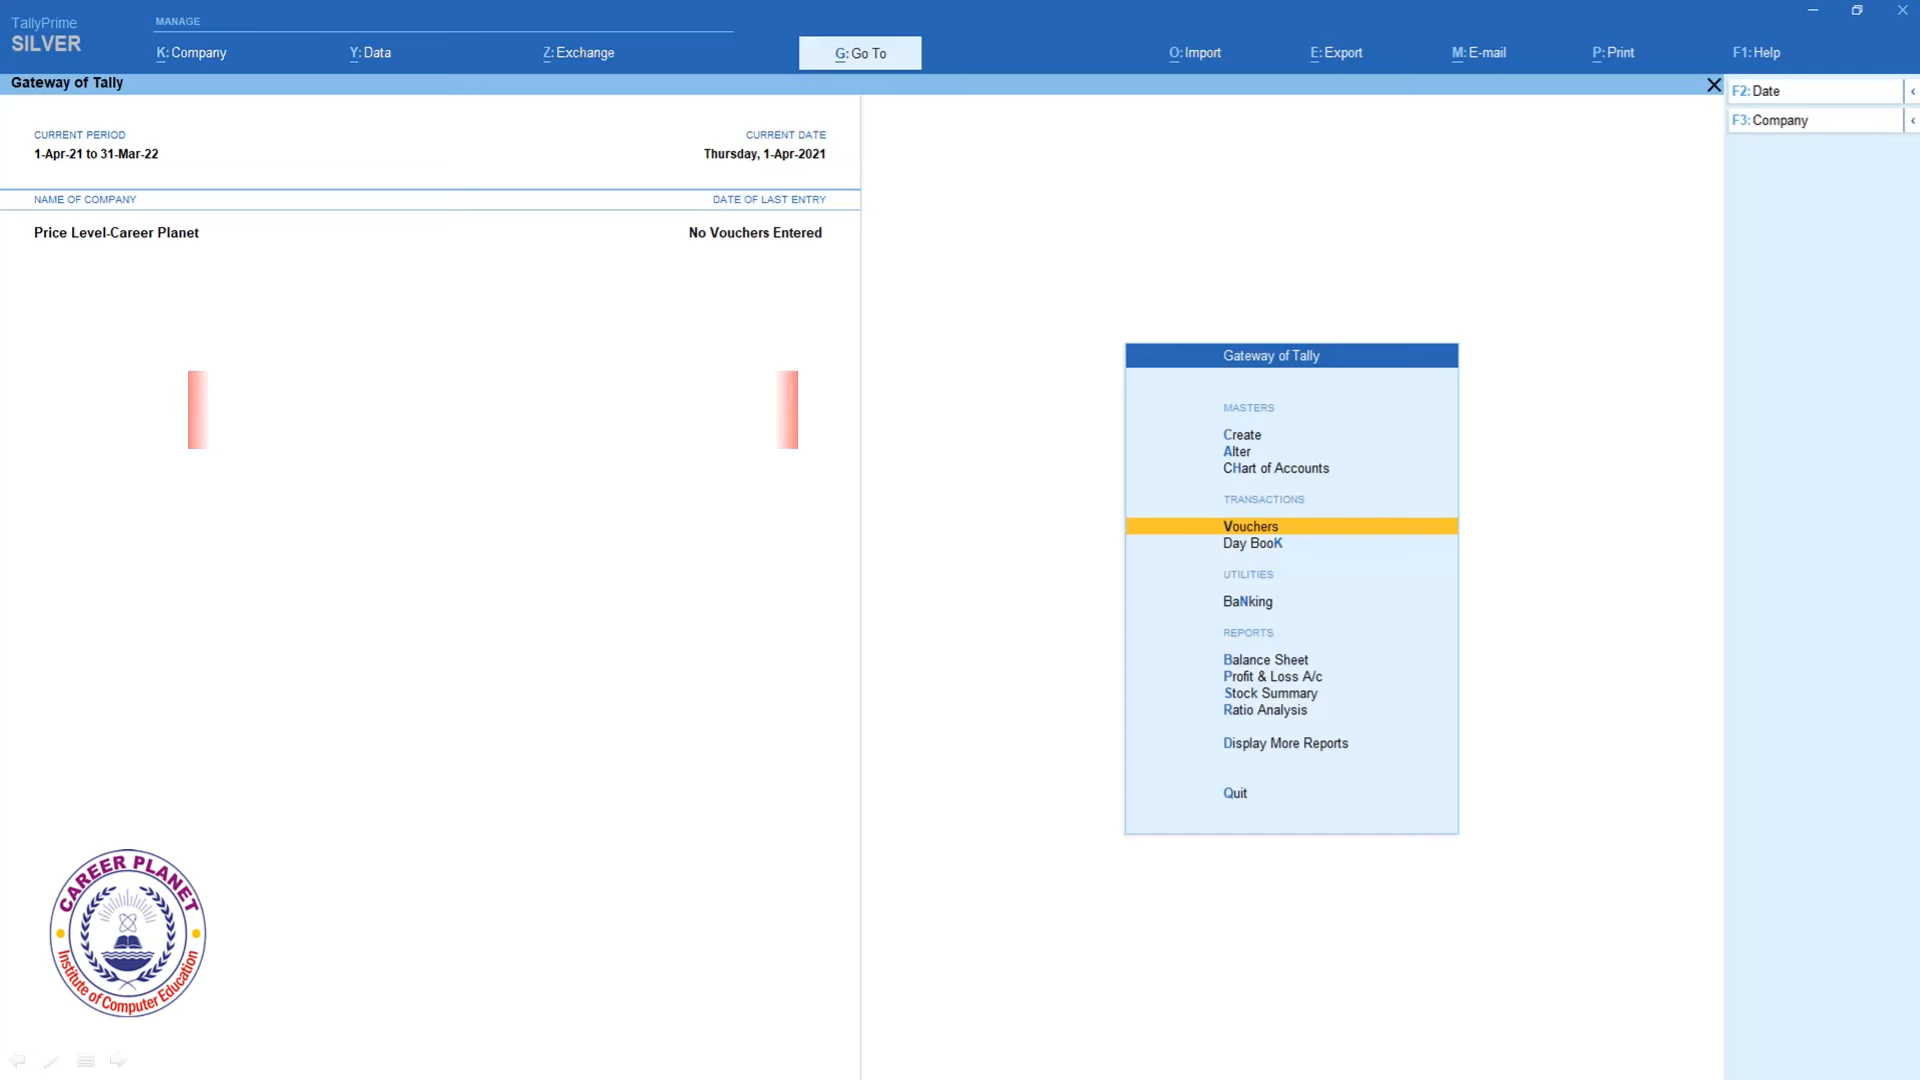 TallyPrime
SILVER
MANAGE
K: Company
Y: Data
Z: Exchange
G: Go To
O: Import
E: Export
M: E-mail
P: Print
F1: Help
Gateway of Tally
F2: Date
F3: Company
CURRENT PERIOD
CURRENT DATE
1-Apr-21 to 31-Mar-22
Thursday, 1-Apr-2021
NAME OF COMPANY
DATE OF LAST ENTRY
Price Level-Career Planet
No Vouchers Entered
Gateway of Tally
MASTERS
Create
Alter
CHart of Accounts
TRANSACTIONS
Vouchers
Day BooK
UTILITIES
BaNking
REPORTS
Balance Sheet
Profit & Loss A/c
Stock Summary
Ratio Analysis
Display More Reports
Quit
CAREER PLANET
Institute of Computer Education